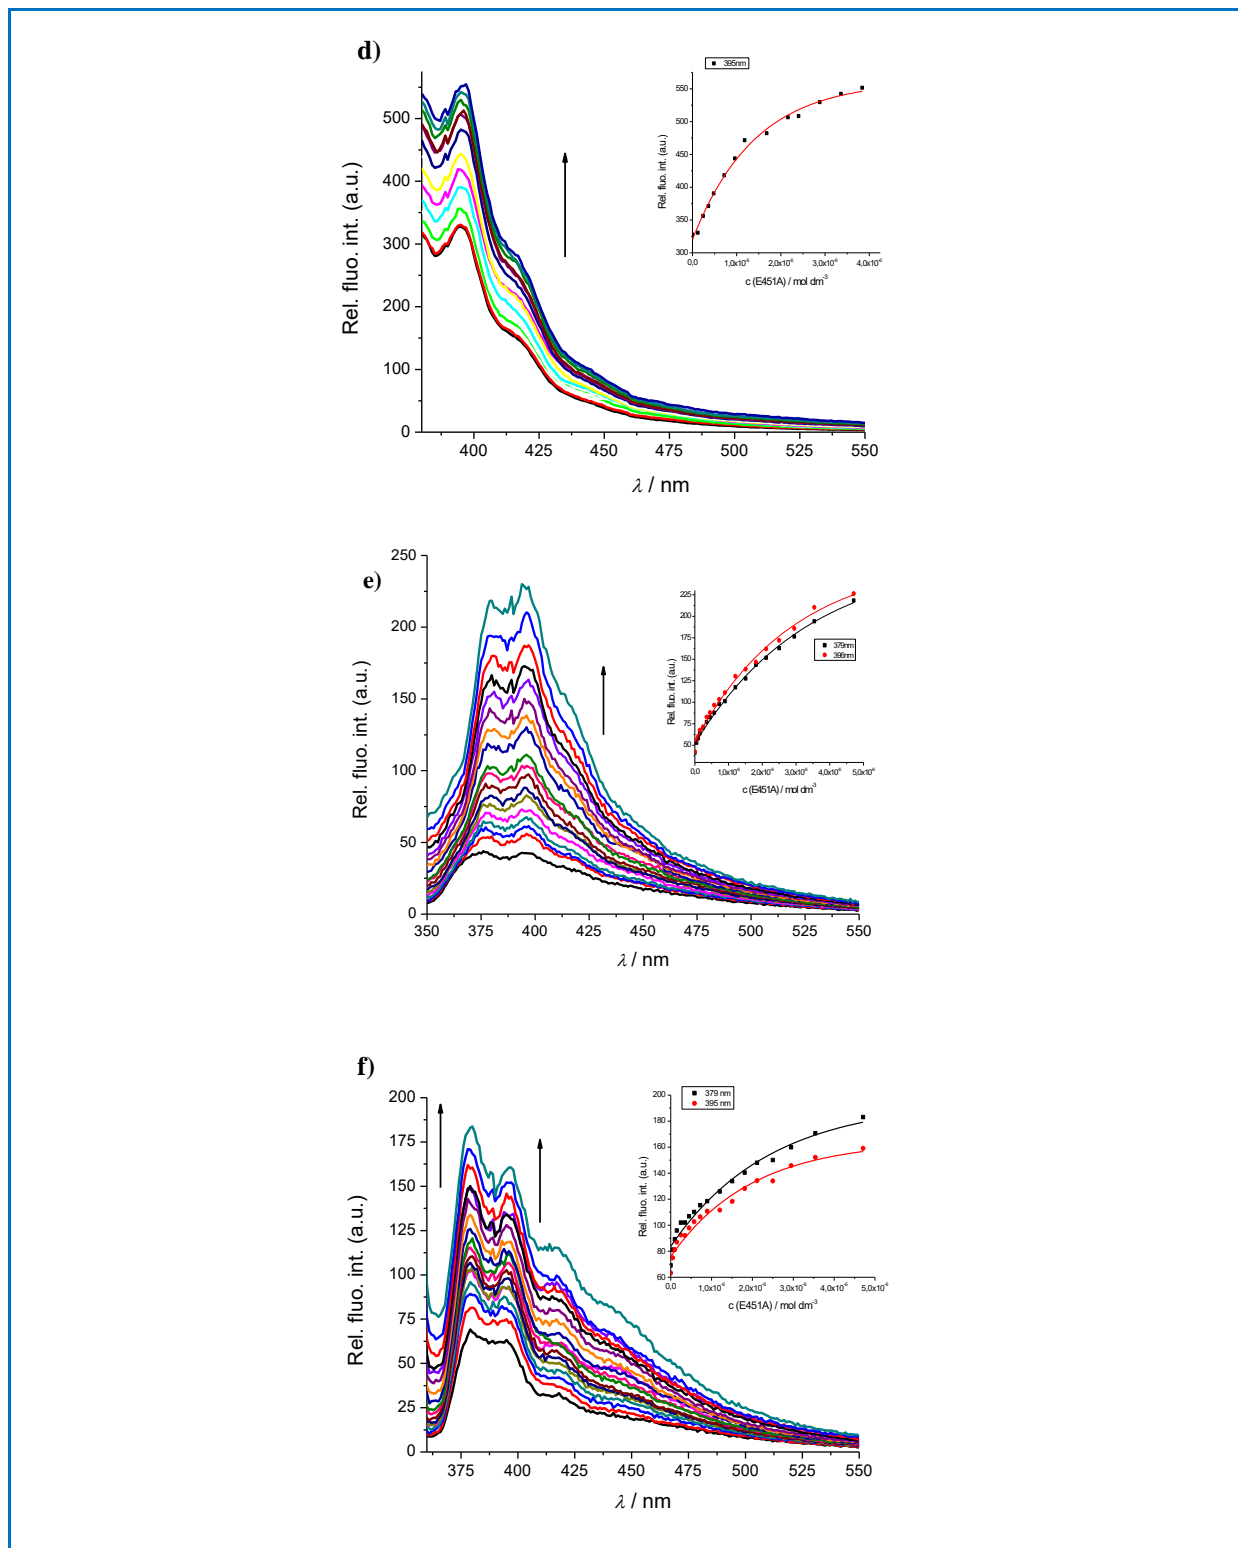 d)
395nm
550
500
450
400
350
300
Rel. fluo. int. (a.u.)
0,0 1,0x10⁻⁶ 2,0x10⁻⁶ 3,0x10⁻⁶ 4,0x10⁻⁶
c (E451A) / mol dm⁻³
500
400
300
200
100
0
Rel. fluo. int. (a.u.)
400 425 450 475 500 525 550
λ / nm
e)
250
200
150
100
50
0
Rel. fluo. int. (a.u.)
225
200
175
150
125
100
75
50
Rel. fluo. int. (a.u.)
379nm
396nm
0,0 1,0x10⁻⁶ 2,0x10⁻⁶ 3,0x10⁻⁶ 4,0x10⁻⁶ 5,0x10⁻⁶
c (E451A) / mol dm⁻³
350 375 400 425 450 475 500 525 550
λ / nm
f)
200
175
150
125
100
75
50
25
0
Rel. fluo. int. (a.u.)
379 nm
395 nm
200
180
160
140
120
100
80
60
Rel. fluo. int. (a.u.)
0,0 1,0x10⁻⁶ 2,0x10⁻⁶ 3,0x10⁻⁶ 4,0x10⁻⁶ 5,0x10⁻⁶
c (E451A) / mol dm⁻³
375 400 425 450 475 500 525 550
λ / nm